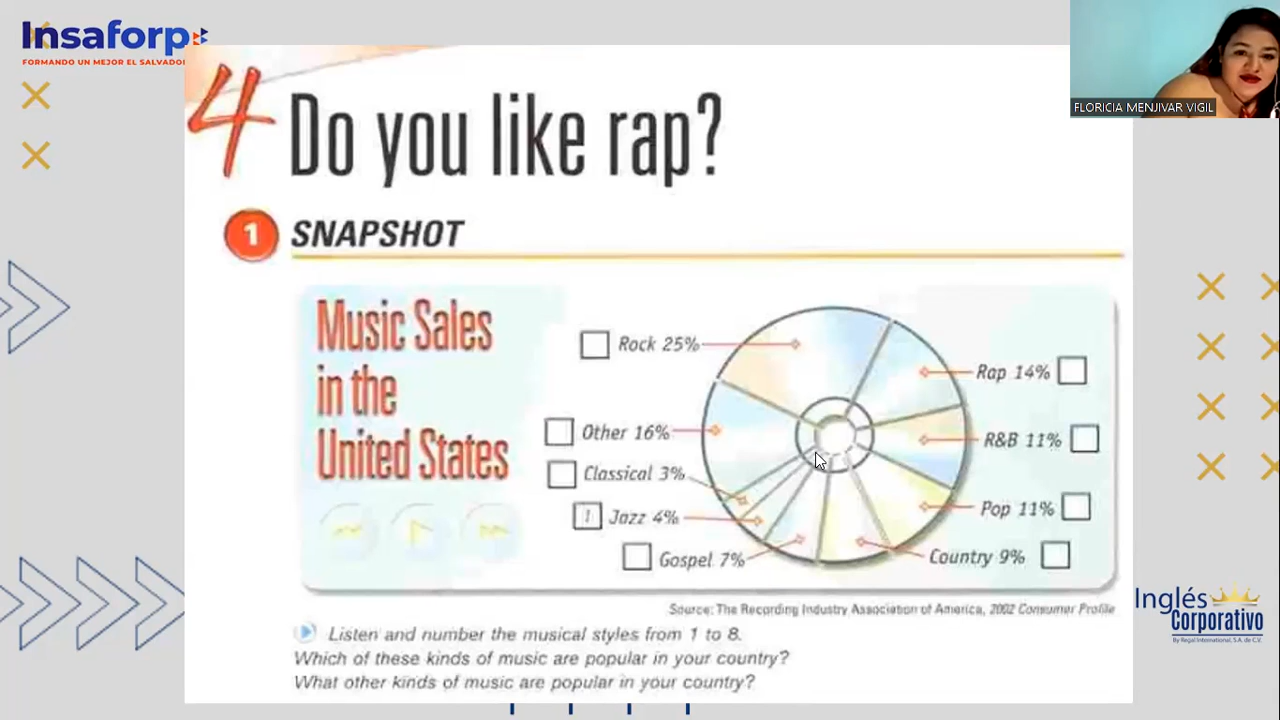 Insaforp
FORMANDO UN MEJOR EL SALVADOR
FLORICIA MENJIVAR VIGIL
4 Do you like rap?
1 SNAPSHOT
Music Sales
in the
United States
Rock 25%
Other 16%
Classical 3%
1 Jazz 4%
Gospel 7%
Rap 14%
R&B 11%
Pop 11%
Country 9%
Source: The Recording Industry Association of America, 2002 Consumer Profile
Listen and number the musical styles from 1 to 8.
Which of these kinds of music are popular in your country?
What other kinds of music are popular in your country?
Inglés
Corporativo
By Regal International, S.A. de C.V.